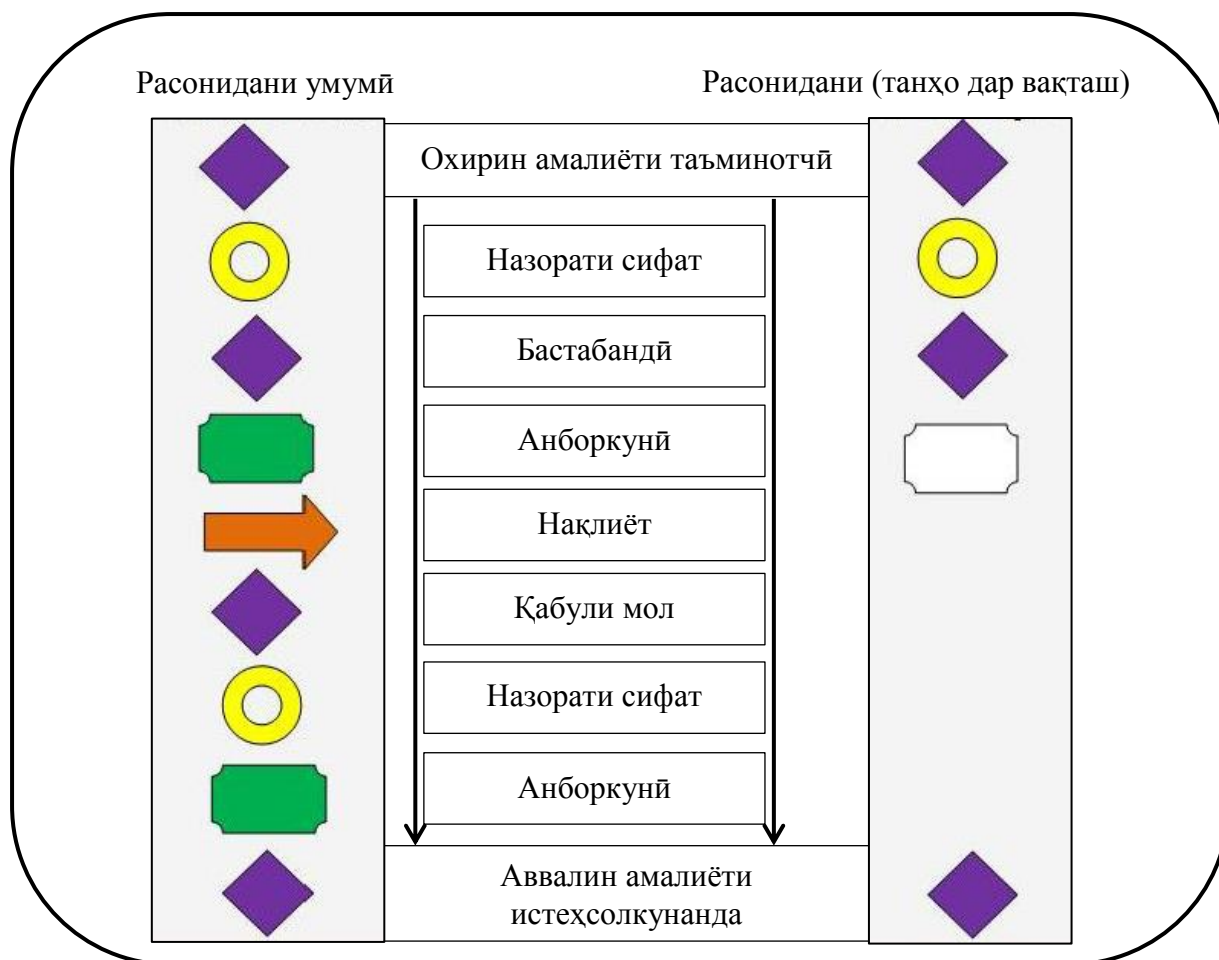 Расонидани умумӣ
Расонидани (танҳо дар вақташ)
Охирин амалиёти таъминотчӣ
Назорати сифат
Бастабандӣ
Анборкунӣ
Нақлиёт
Қабули мол
Назорати сифат
Анборкунӣ
Аввалин амалиёти
истеҳсолкунанда